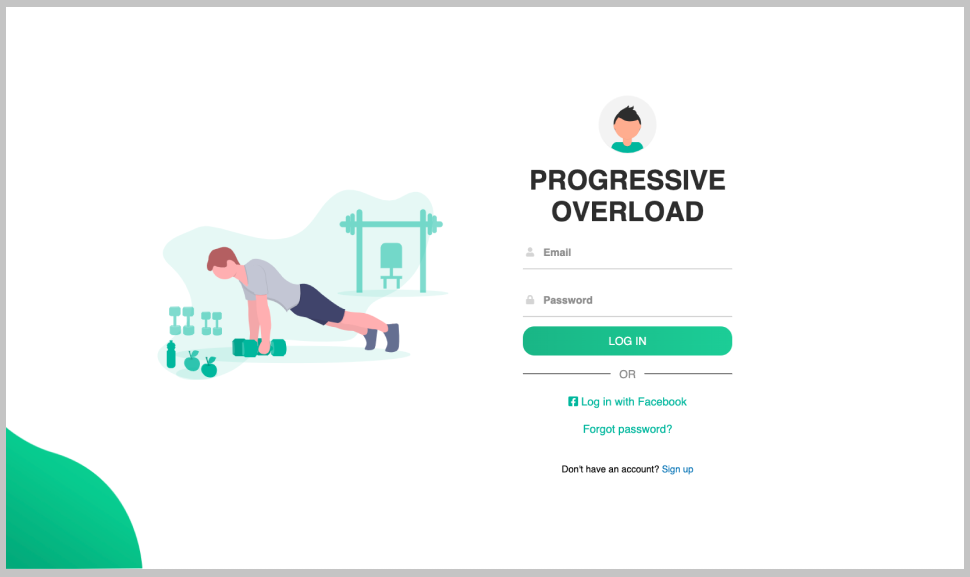 PROGRESSIVE
OVERLOAD
Email
Password
LOG IN
OR
Log in with Facebook
Forgot password?
Don't have an account? Sign up